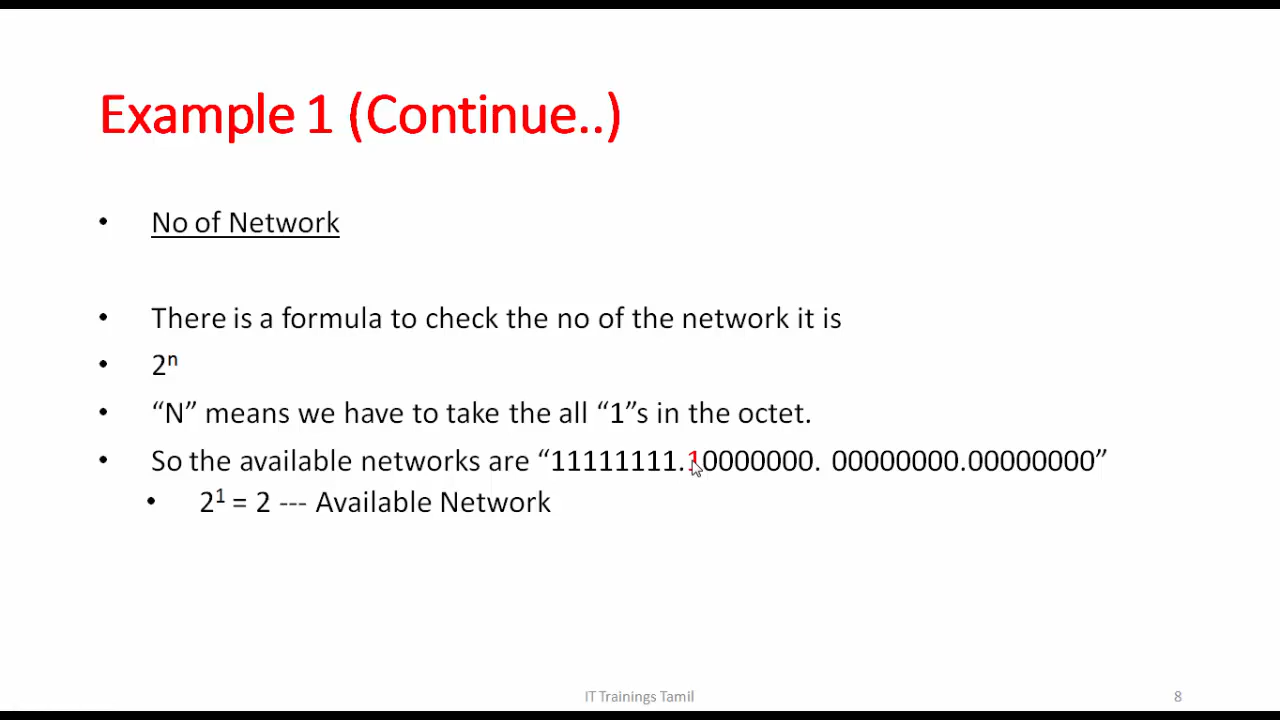 Example 1 (Continue..)
• No of Network
• There is a formula to check the no of the network it is
• 2ⁿ
• “N” means we have to take the all “1”s in the octet.
• So the available networks are “11111111.10000000. 00000000.00000000”
• 2¹ = 2 --- Available Network
IT Trainings Tamil
8